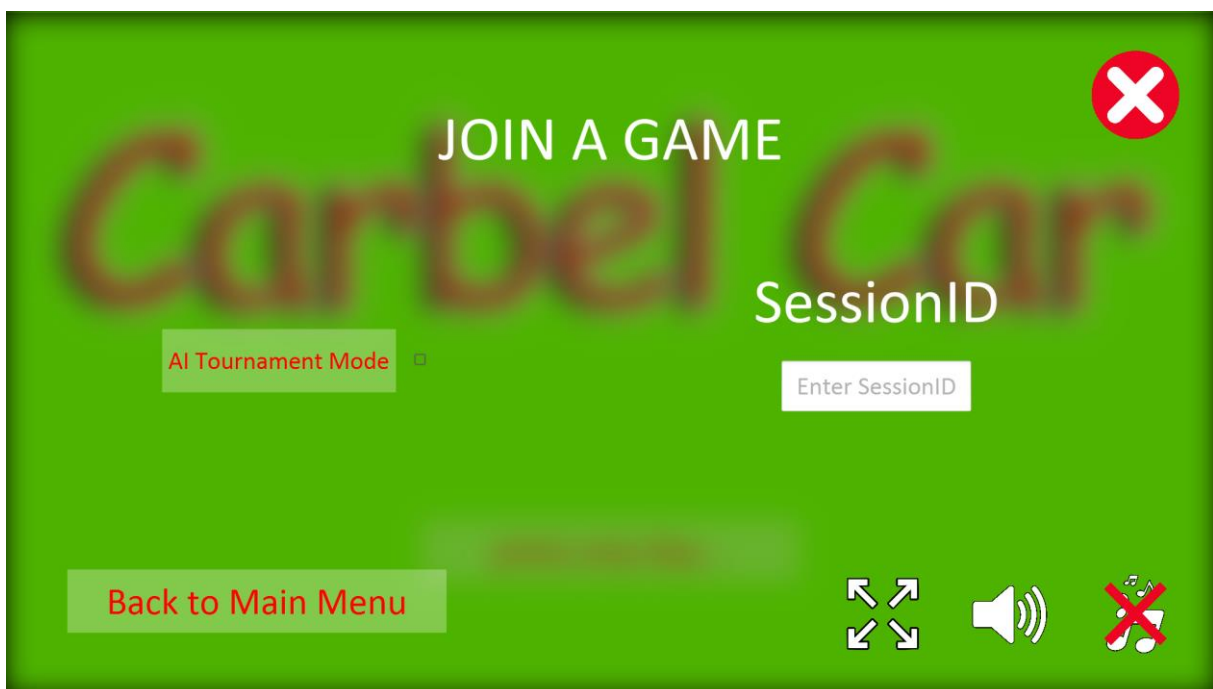 JOIN A GAME
Carbel Car
SessionID
AI Tournament Mode
Enter SessionID
Back to Main Menu